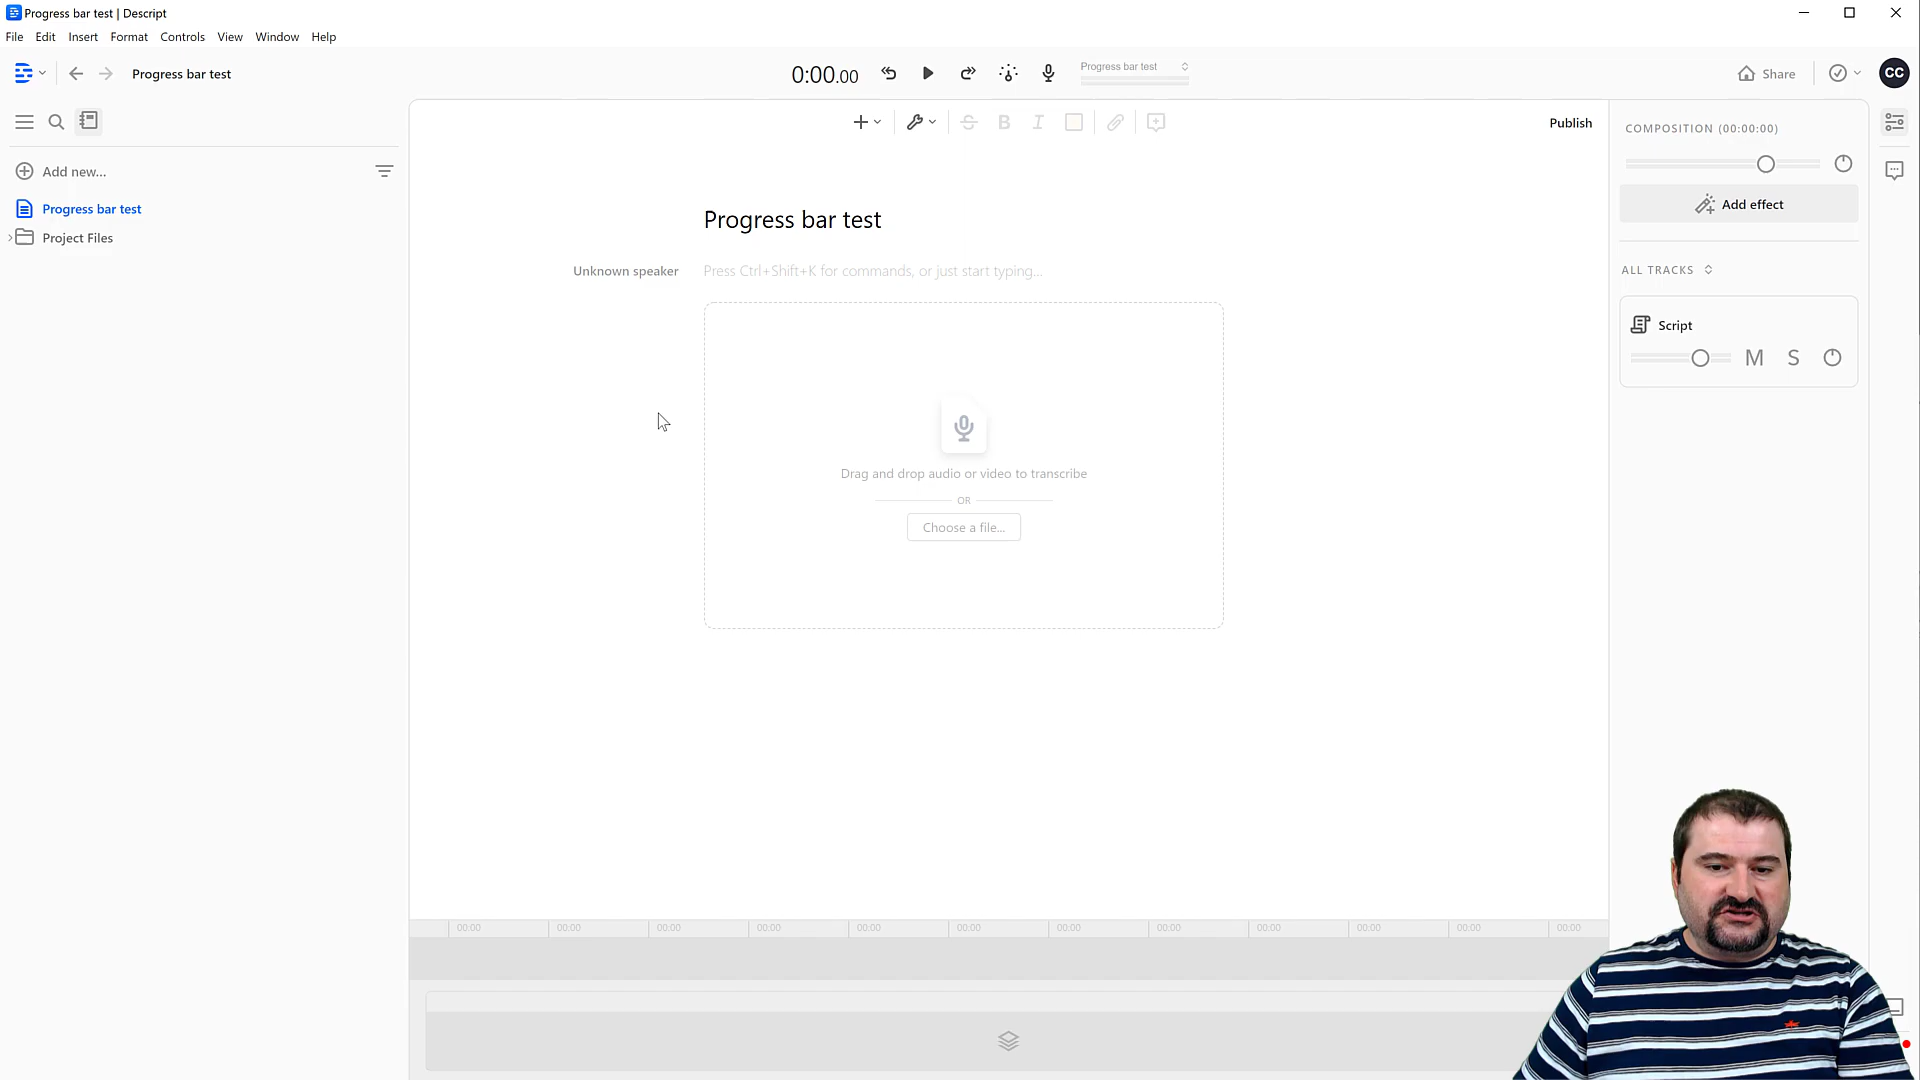 Progress bar test | Descript
File Edit Insert Format Controls View Window Help
Progress bar test
0:00.00
Progress bar test
Share
CC
Publish
Add new...
Progress bar test
Project Files
Progress bar test
Unknown speaker
Press Ctrl+Shift+K for commands, or just start typing...
Drag and drop audio or video to transcribe
OR
Choose a file...
COMPOSITION (00:00:00)
Add effect
ALL TRACKS
Script
M S
00:00 00:00 00:00 00:00 00:00 00:00 00:00 00:00 00:00 00:00 00:00 00:00